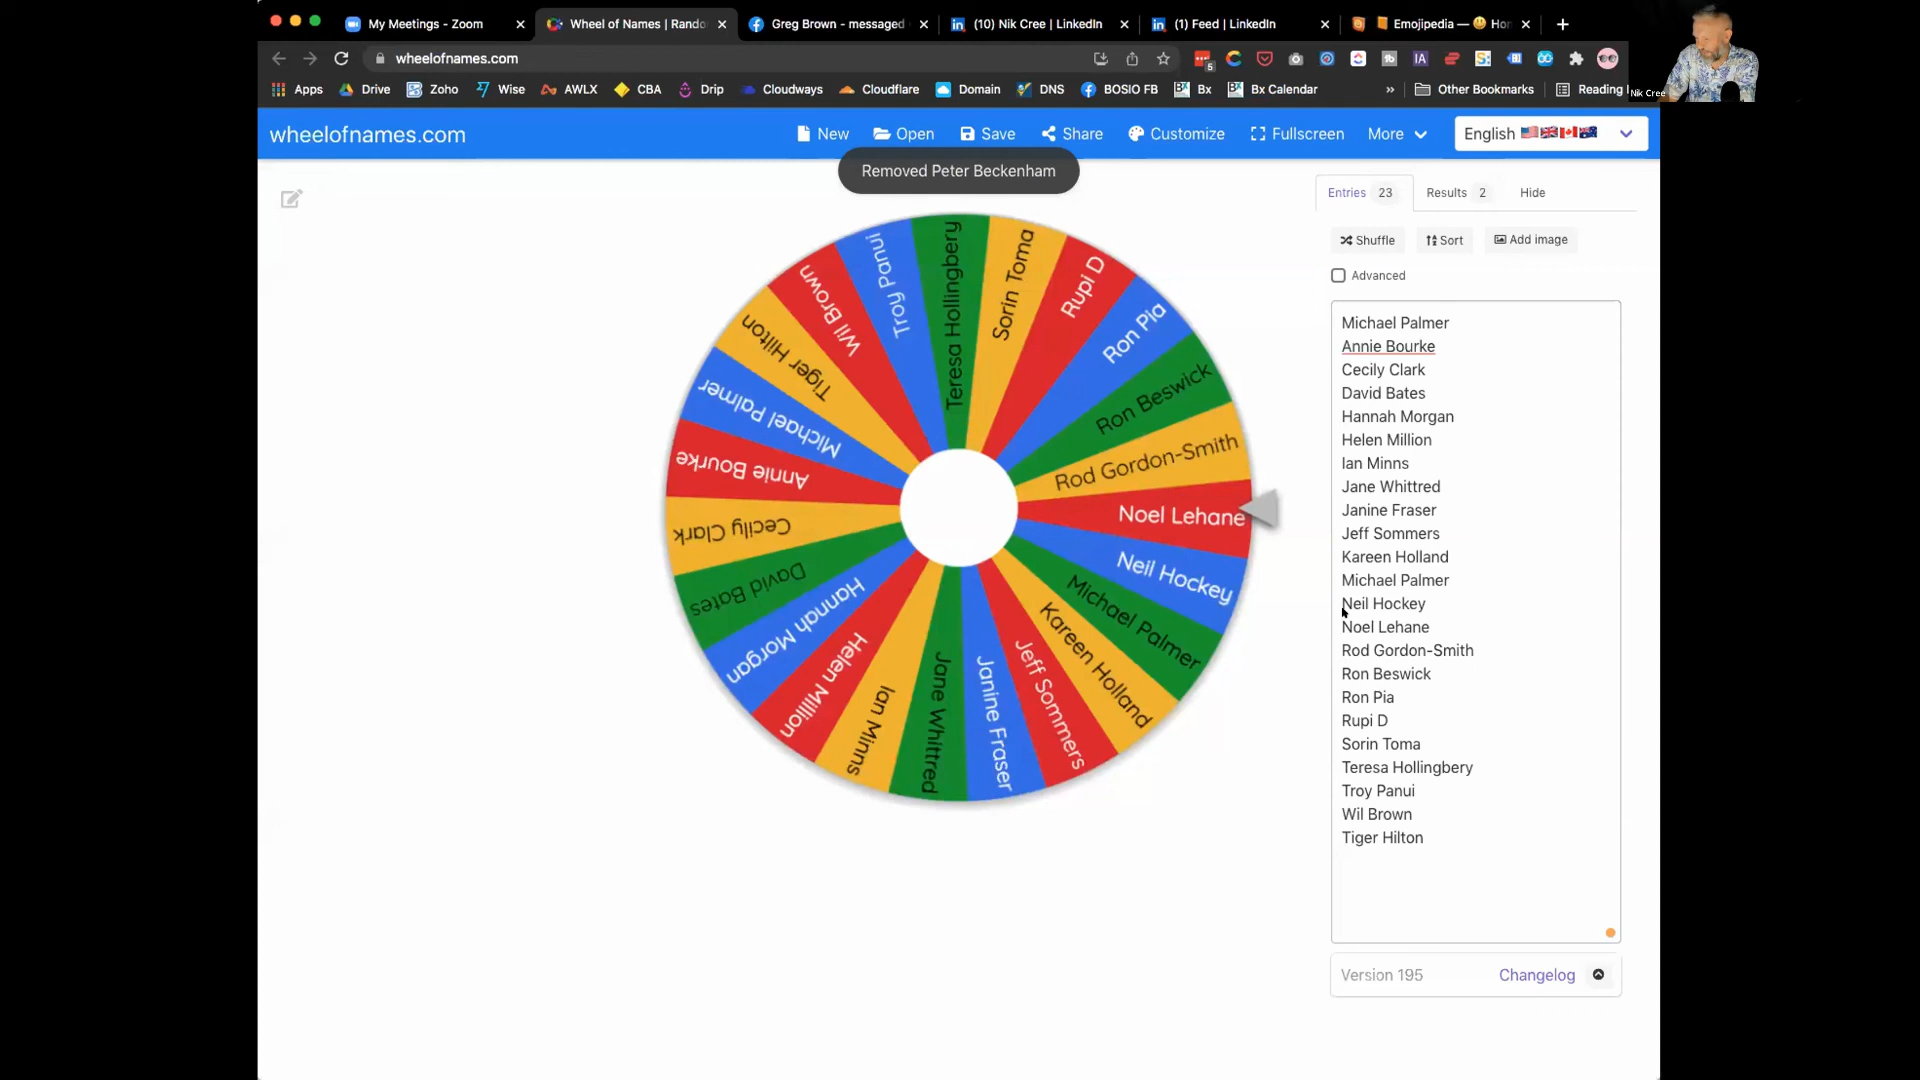 My Meetings - Zoom
Wheel of Names | Rando
Greg Brown - messaged
(10) Nik Cree | LinkedIn
(1) Feed | LinkedIn
Emojipedia — 😃 Hor
wheelofnames.com
5
IA
Apps
Drive
Zoho
Wise
AWLX
CBA
Drip
Cloudways
Cloudflare
Domain
DNS
BOSIO FB
Bx
Bx Calendar
»
Other Bookmarks
Reading
Nik Cree
wheelofnames.com
New
Open
Save
Share
Customize
Fullscreen
More
English 🇺🇸🇬🇧🇨🇦🇦🇺
Removed Peter Beckenham
Entries 23
Results 2
Hide
Shuffle
Sort
Add image
Advanced
Teresa Hollingbery
Sorin Toma
Rupi D
Ron Pia
Ron Beswick
Rod Gordon-Smith
Noel Lehane
Neil Hockey
Michael Palmer
Kareen Holland
Jeff Sommers
Janine Fraser
Jane Whittred
Ian Minns
Helen Million
Hannah Morgan
David Bates
Cecily Clark
Annie Bourke
Michael Palmer
Tiger Hilton
Wil Brown
Troy Panui
Michael Palmer
Annie Bourke
Cecily Clark
David Bates
Hannah Morgan
Helen Million
Ian Minns
Jane Whittred
Janine Fraser
Jeff Sommers
Kareen Holland
Michael Palmer
Neil Hockey
Noel Lehane
Rod Gordon-Smith
Ron Beswick
Ron Pia
Rupi D
Sorin Toma
Teresa Hollingbery
Troy Panui
Wil Brown
Tiger Hilton
Version 195
Changelog